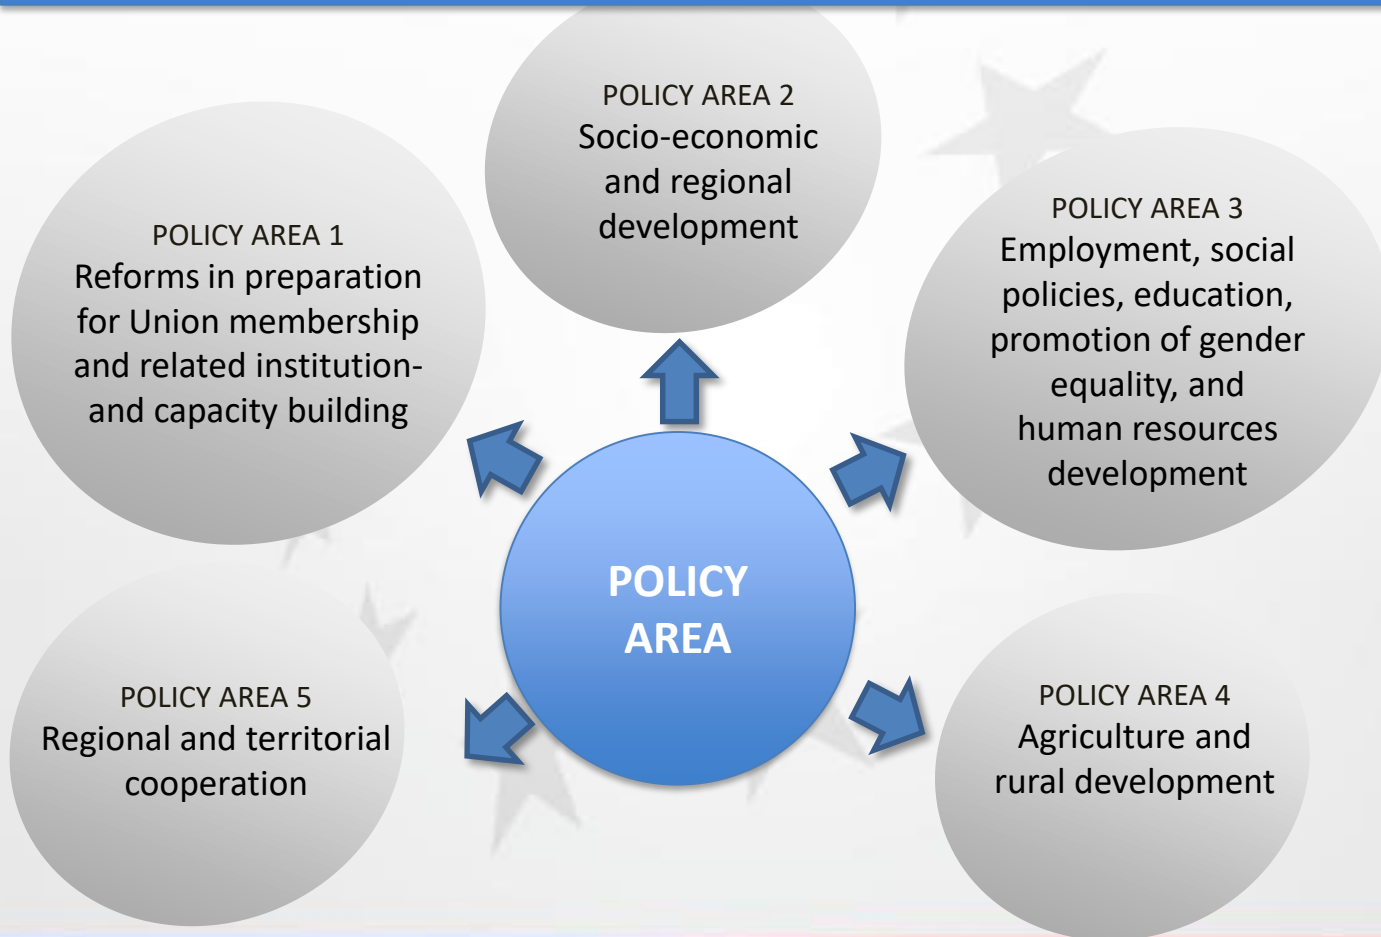 POLICY AREA 1
Reforms in preparation
for Union membership
and related institution-
and capacity building
POLICY AREA 2
Socio-economic
and regional
development
POLICY AREA 3
Employment, social
policies, education,
promotion of gender
equality, and
human resources
development
POLICY
AREA
POLICY AREA 4
Agriculture and
rural development
POLICY AREA 5
Regional and territorial
cooperation